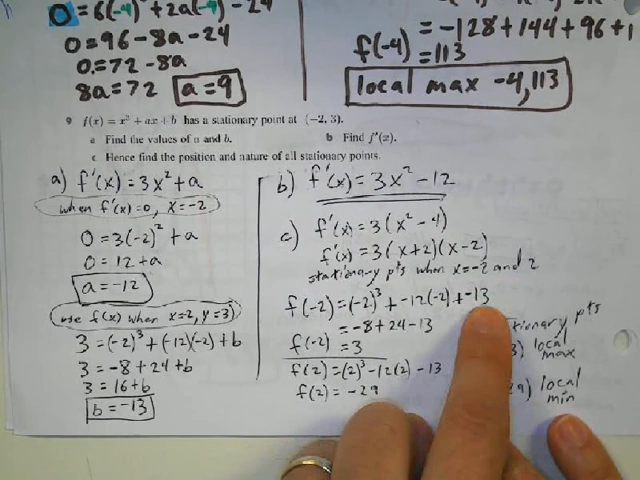 0=6(-4)²+2a(-4)-24
0=96-8a-24
0=72-8a
8a=72 a=9
=-128+144+96+1
f(-4)
=113
local max -4,113
9 f(x) = x³ + ax + b has a stationary point at (-2, 3).
a Find the values of a and b.
b Find f'(x).
c Hence find the position and nature of all stationary points.
a) f'(x)=3x²+a
when f'(x)=0, x=-2
0=3(-2)²+a
0=12+a
a=-12
use f(x) when x=2, y=3
3=(-2)³+(-12)(-2)+b
3=-8+24+b
3=16+b
b=-13
b) f'(x)=3x²-12
c) f'(x)=3(x²-4)
f'(x)=3(x+2)(x-2)
stationary pts when x=-2 and 2
f(-2)=(-2)³+-12(-2)+-13
=-8+24-13
f(-2)=3
f(2)=(2)³-12(2)-13
f(2)=-29
tionary pts
3) local
max
29) local
min